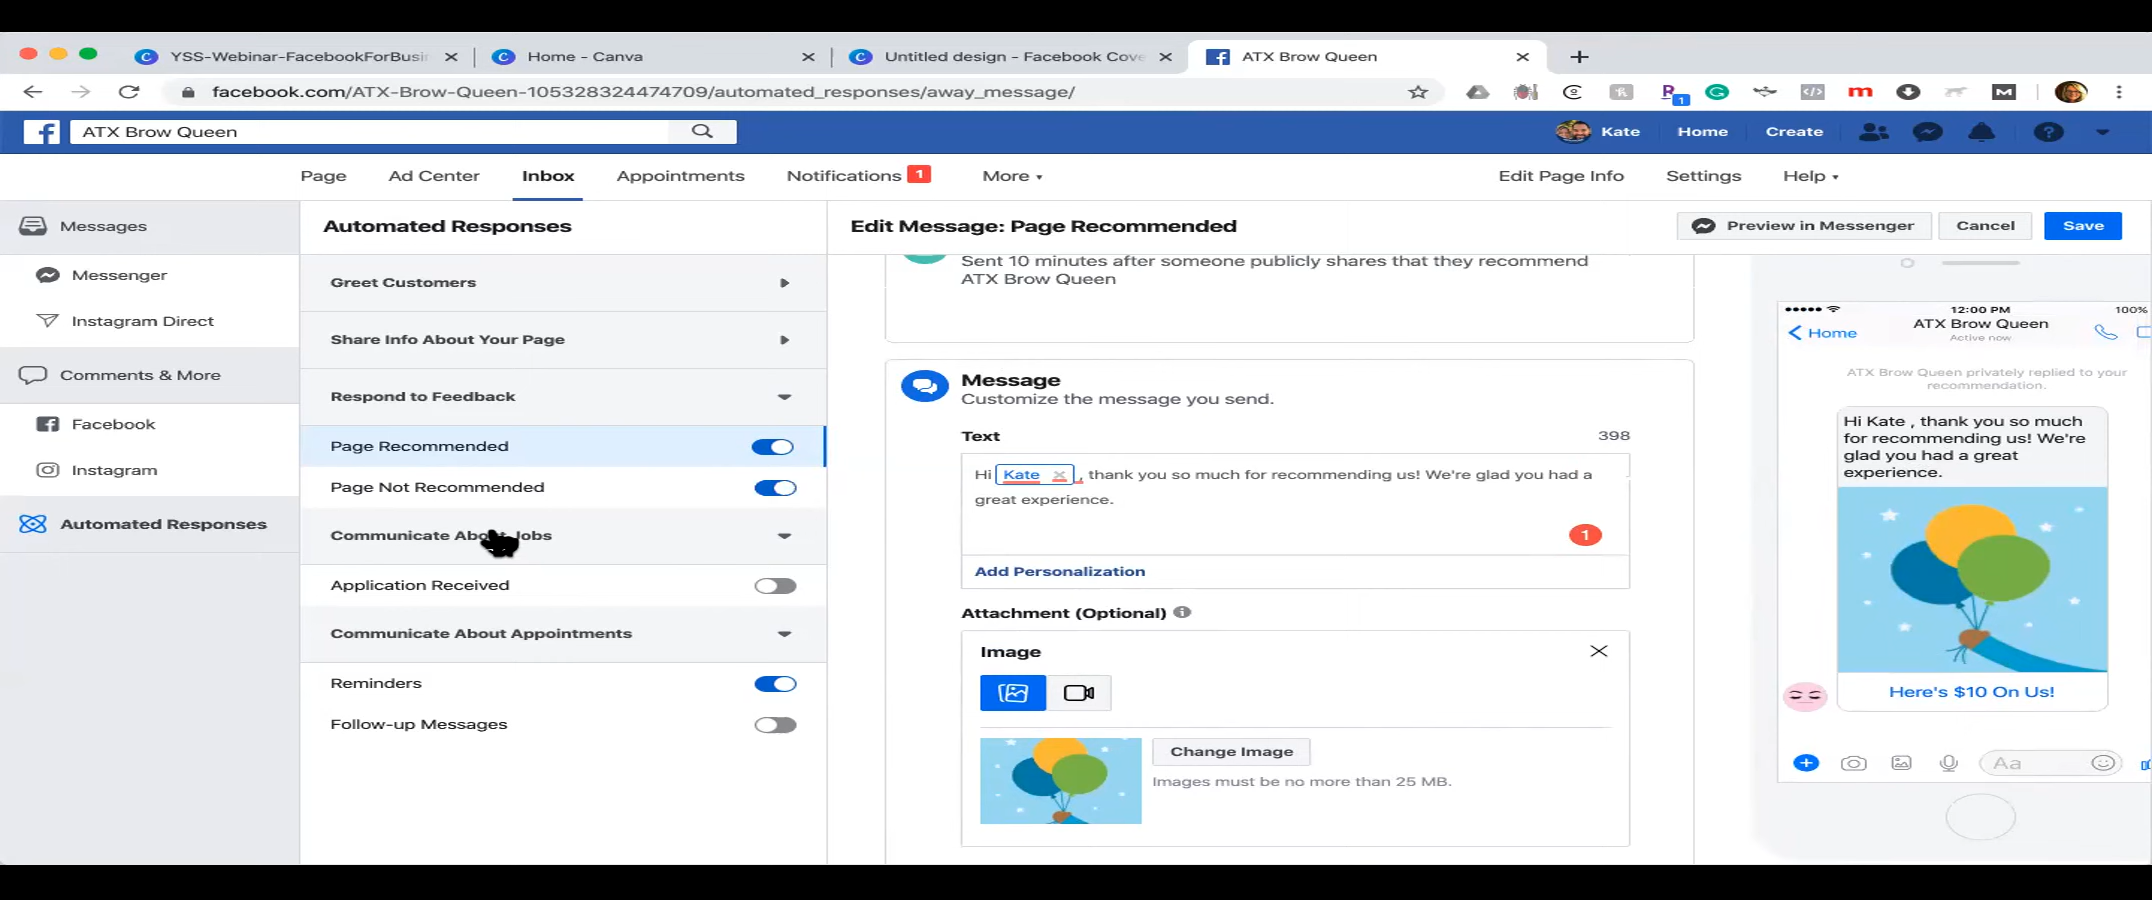 YSS-Webinar-FacebookForBusi
Home - Canva
Untitled design - Facebook Cove
ATX Brow Queen
facebook.com/ATX-Brow-Queen-105328324474709/automated_responses/away_message/
ATX Brow Queen
Kate
Home
Create
Page
Ad Center
Inbox
Appointments
Notifications 1
More
Edit Page Info
Settings
Help
Messages
Messenger
Instagram Direct
Comments & More
Facebook
Instagram
Automated Responses
Automated Responses
Greet Customers
Share Info About Your Page
Respond to Feedback
Page Recommended
Page Not Recommended
Communicate About Jobs
Application Received
Communicate About Appointments
Reminders
Follow-up Messages
Edit Message: Page Recommended
Preview in Messenger
Cancel
Save
Sent 10 minutes after someone publicly shares that they recommend
ATX Brow Queen
Message
Customize the message you send.
Text
398
Hi Kate , thank you so much for recommending us! We're glad you had a
great experience.
1
Add Personalization
Attachment (Optional)
Image
Change Image
Images must be no more than 25 MB.
12:00 PM
100%
Home
ATX Brow Queen
Active now
ATX Brow Queen privately replied to your
recommendation.
Hi Kate , thank you so much
for recommending us! We're
glad you had a great
experience.
Here's $10 On Us!
Aa